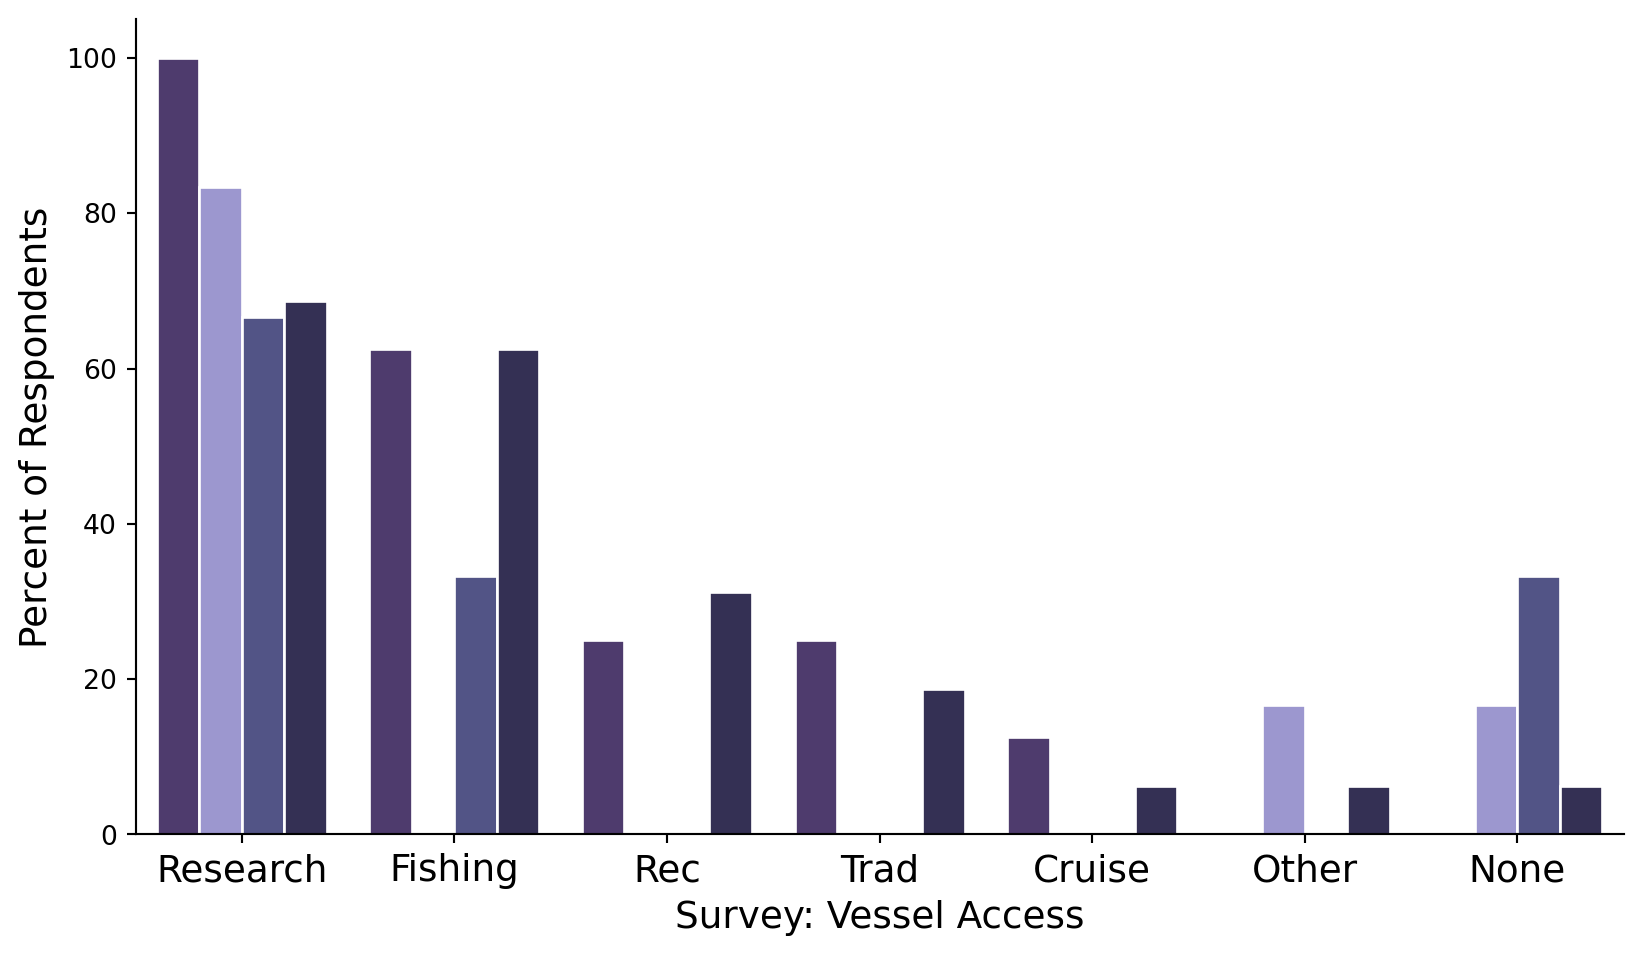 Percent of Respondents
100
80
60
40
20
0
Research Fishing Rec Trad Cruise Other None
Survey: Vessel Access